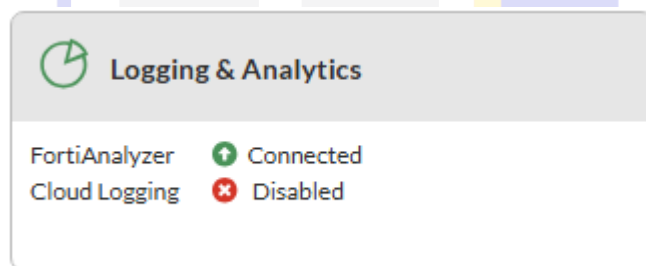 Logging & Analytics
FortiAnalyzer Connected
Cloud Logging Disabled